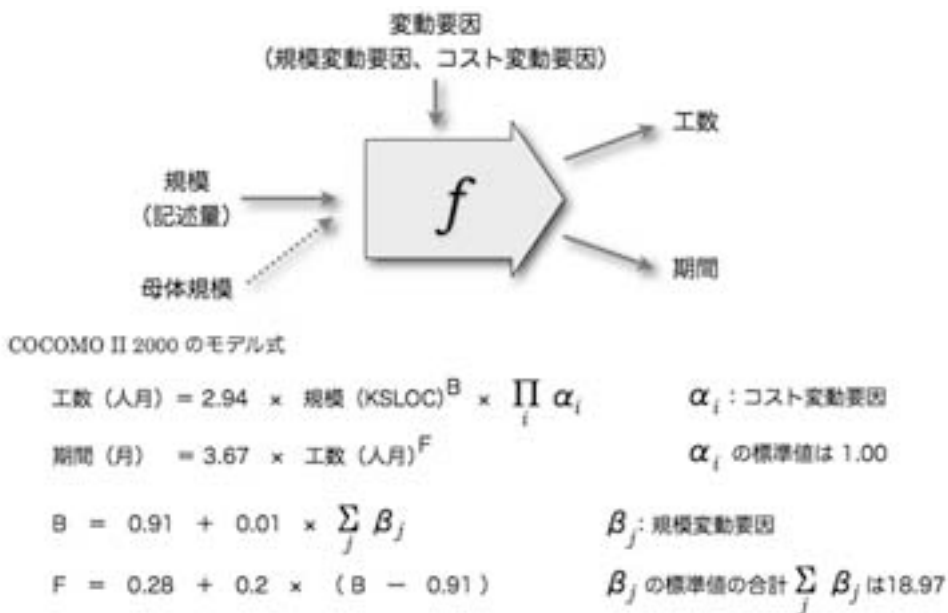 変動要因
（規模変動要因、コスト変動要因）
工数
規模
（記述量）
f
母体規模
期間
COCOMO II 2000 のモデル式
工数（人月）＝ 2.94 × 規模（KSLOC）^B × ∏_i α_i　α_i：コスト変動要因
期間（月） ＝ 3.67 × 工数（人月）^F　α_i の標準値は 1.00
B ＝ 0.91 ＋ 0.01 × Σ_j β_j　β_j：規模変動要因
F ＝ 0.28 ＋ 0.2 × （B － 0.91）　β_j の標準値の合計 Σ_j β_j は18.97